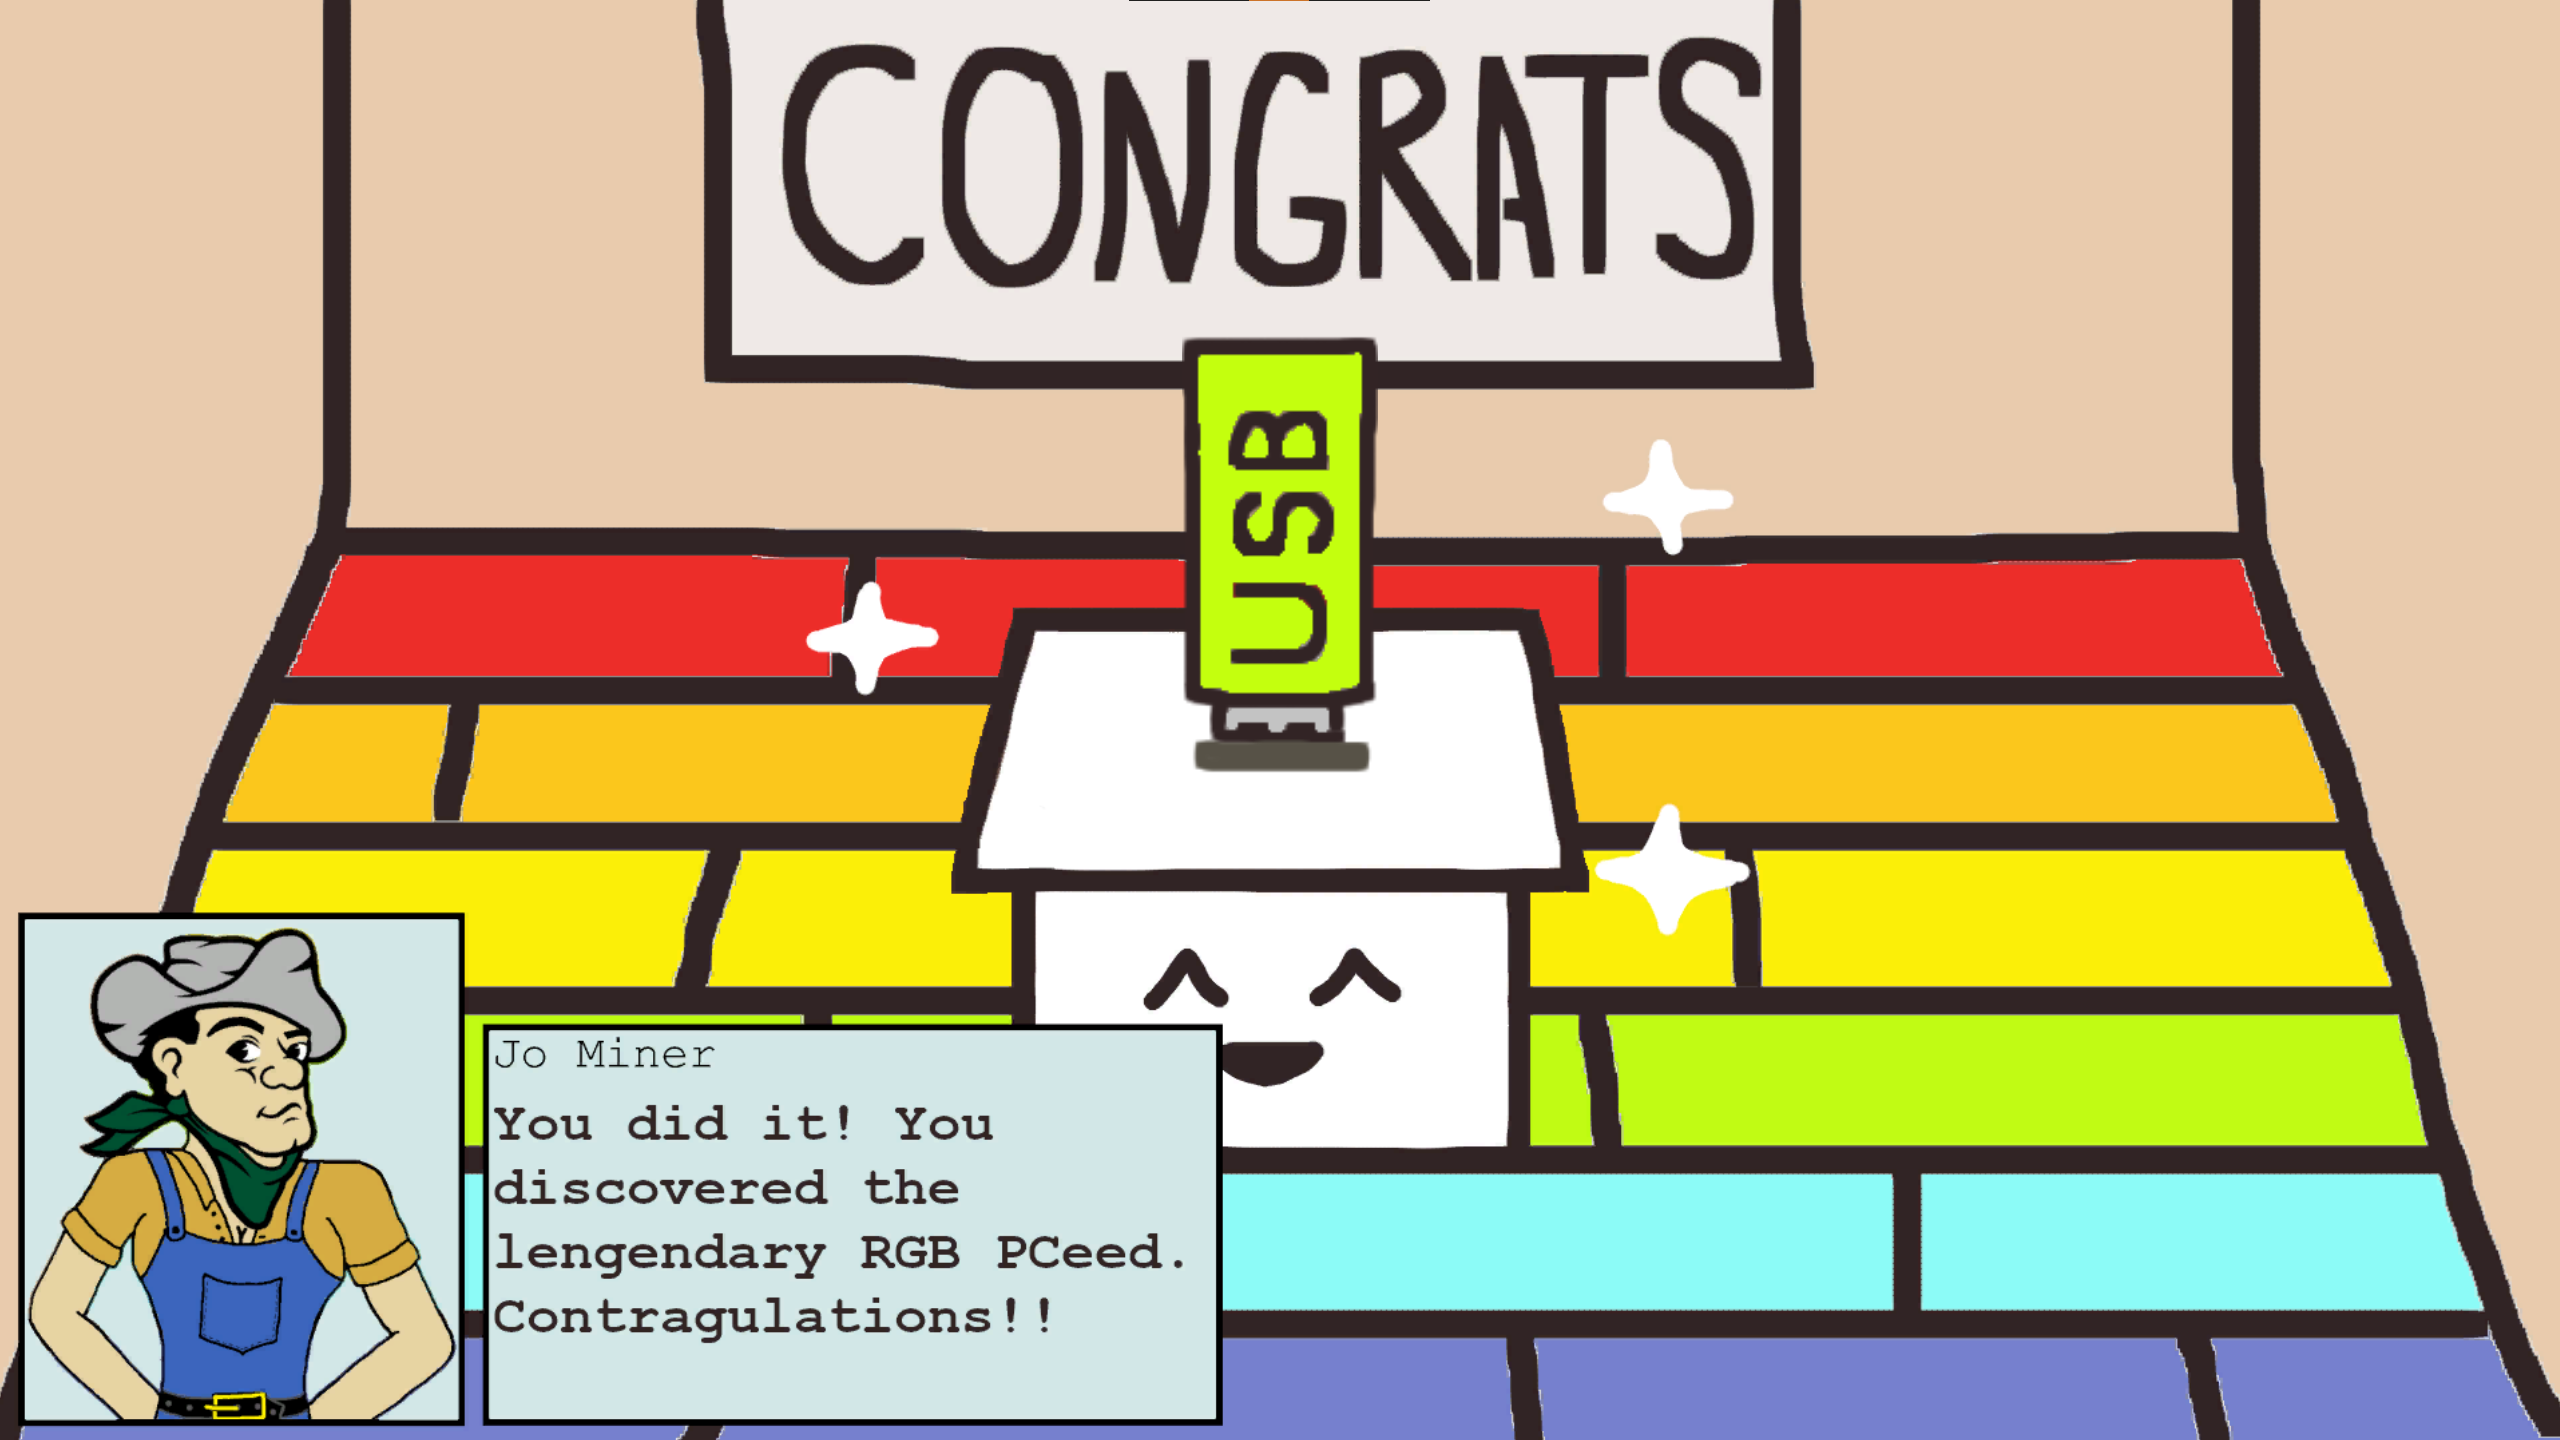 CONGRATS
USB
Jo Miner
You did it! You
discovered the
lengendary RGB PCeed.
Contragulations!!